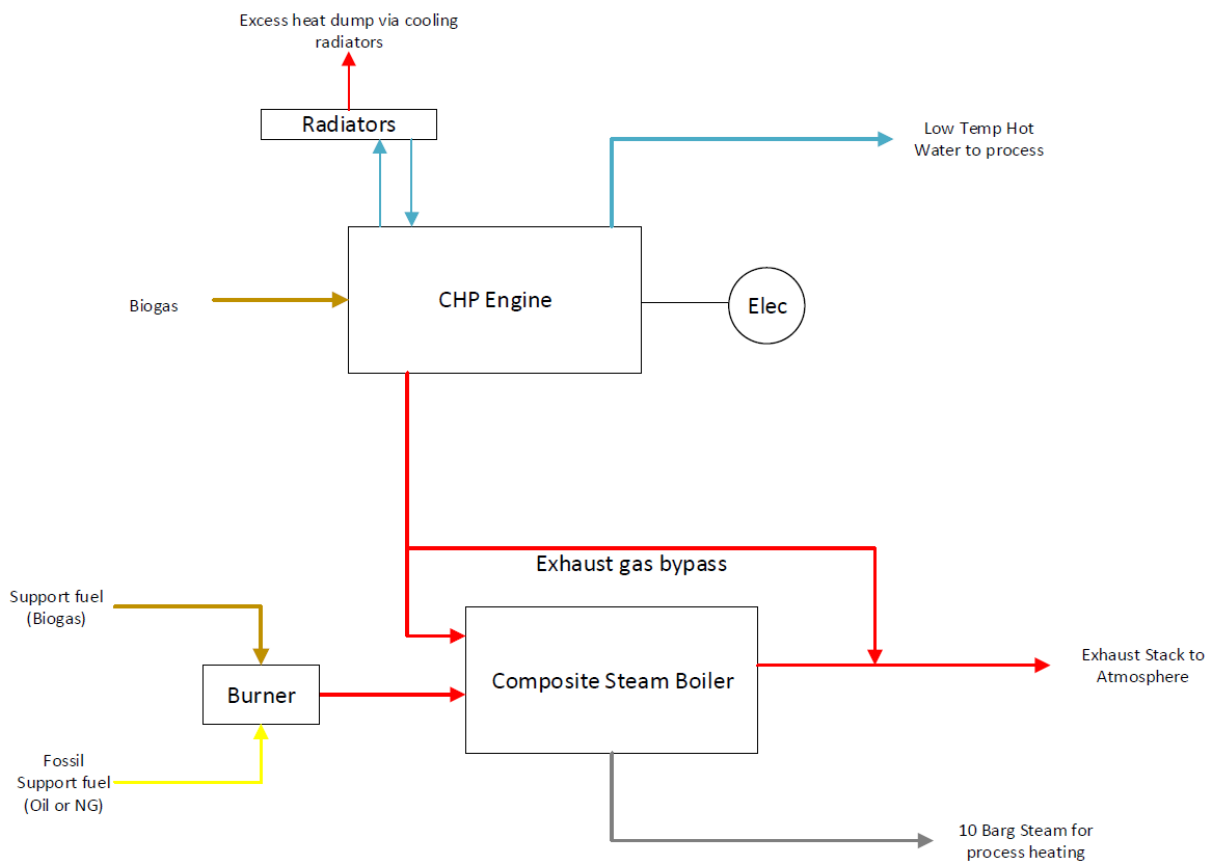 Excess heat dump via cooling
radiators
Radiators
Low Temp Hot
Water to process
Biogas
CHP Engine
Elec
Exhaust gas bypass
Support fuel
(Biogas)
Burner
Composite Steam Boiler
Exhaust Stack to
Atmosphere
Fossil
Support fuel
(Oil or NG)
10 Barg Steam for
process heating